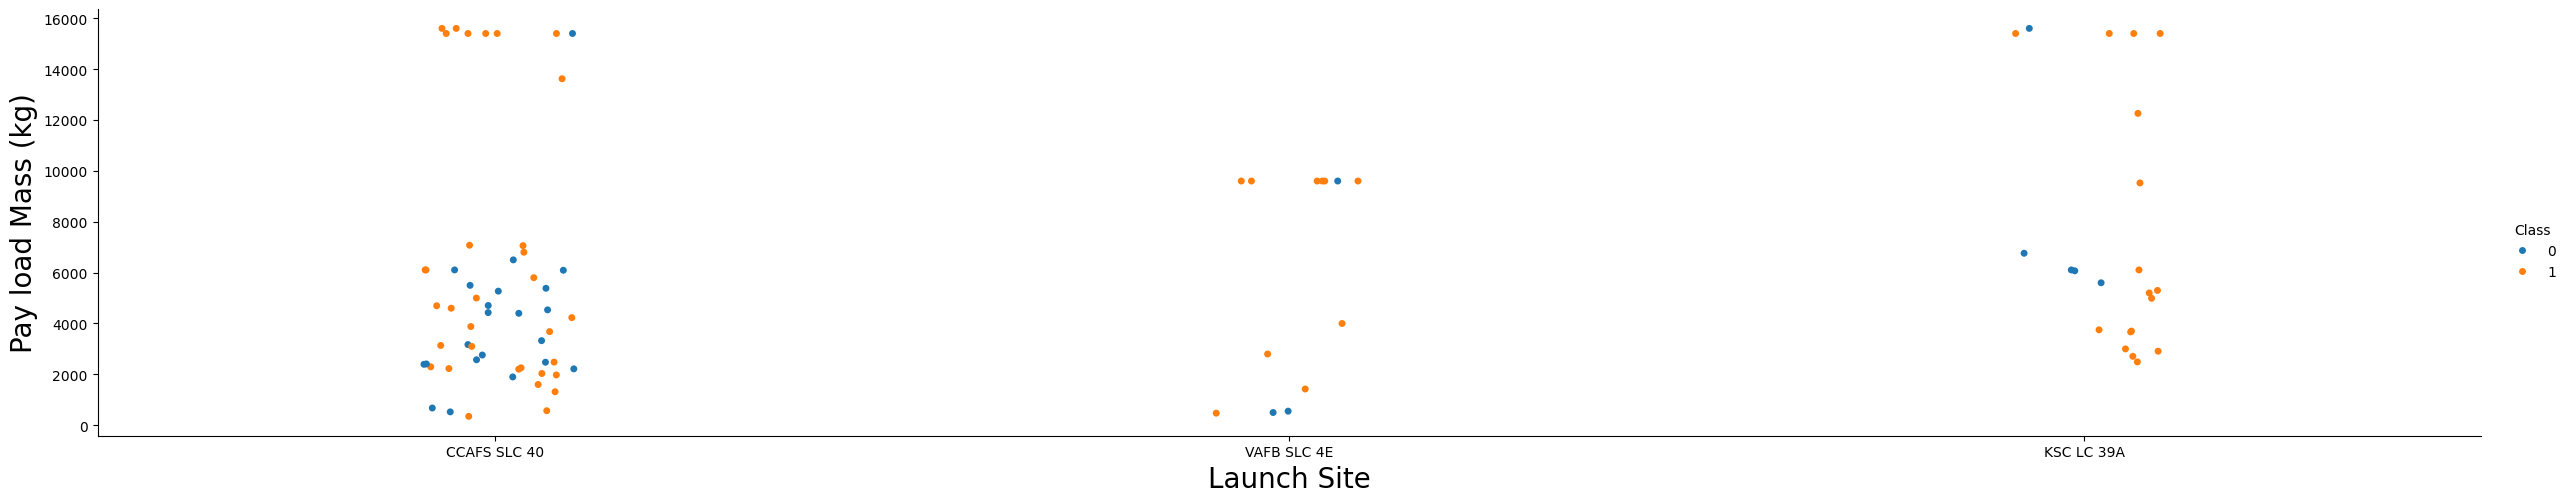 Pay load Mass (kg)
16000
14000
12000
10000
8000
6000
4000
2000
0
CCAFS SLC 40
VAFB SLC 4E
KSC LC 39A
Launch Site
Class
0
1